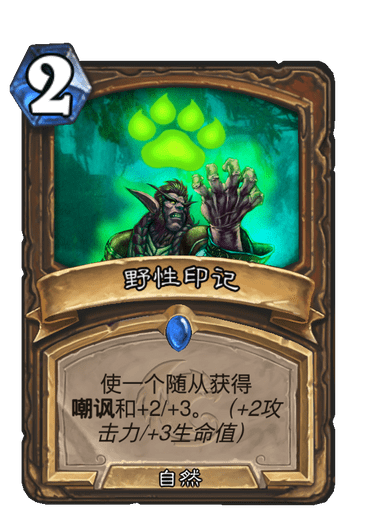 2
野性印记
使一个随从获得
嘲讽和+2/+3。（+2攻
击力/+3生命值）
自然